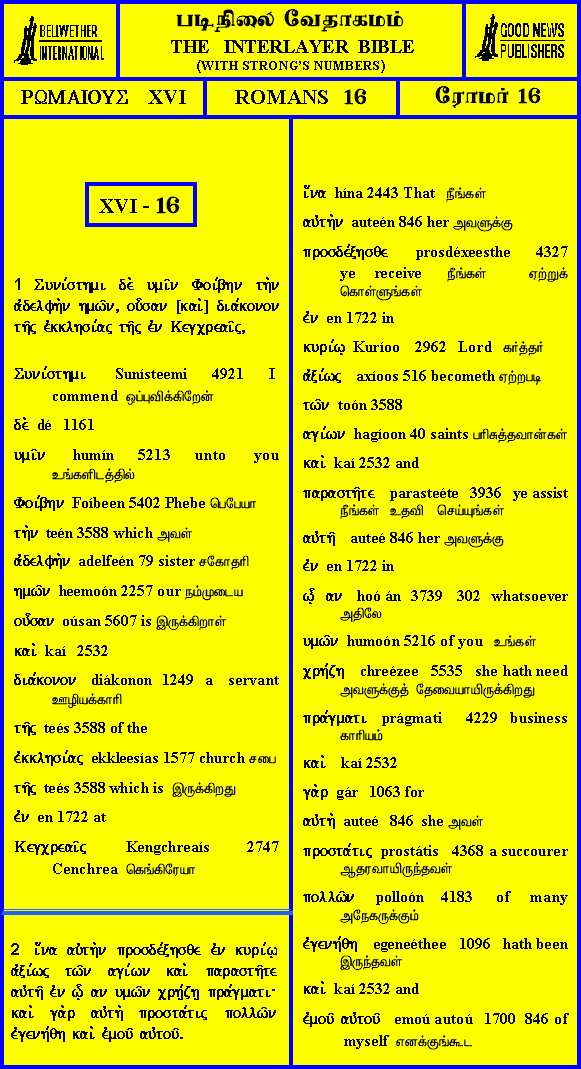 BELLWETHER
INTERNATIONAL
படிநிலை வேதாகமம்
THE INTERLAYER BIBLE
(WITH STRONG'S NUMBERS)
GOOD NEWS
PUBLISHERS
ΡΩΜΑΙΟΥΣ XVI
ROMANS 16
ரோமர் 16
XVI - 16
1 Συνίστημι δὲ υμῖν Φοίβην τὴν
ἀδελφὴν ημῶν, οὖσαν [καὶ] διάκονον
τῆς ἐκκλησίας τῆς ἐν Κεγχρεαῖς,
Συνίστημι Sunísteemi 4921 I
commend ஒப்புவிக்கிறேன்
δὲ dé 1161
υμῖν humín 5213 unto you
உங்களிடத்தில்
Φοίβην Foíbeen 5402 Phebe பெபேயா
τὴν teén 3588 which அவள்
ἀδελφὴν adelfeén 79 sister சகோதரி
ημῶν heemoón 2257 our நம்முடைய
οὖσαν oúsan 5607 is இருக்கிறாள்
καὶ kaí 2532
διάκονον diákonon 1249 a servant
ஊழியக்காரி
τῆς teés 3588 of the
ἐκκλησίας ekkleesías 1577 church சபை
τῆς teés 3588 which is இருக்கிறது
ἐν en 1722 at
Κεγχρεαῖς Kengchreaís 2747
Cenchrea கெங்கிரேயா
2 ἵνα αὐτὴν προσδέξησθε ἐν κυρίῳ
ἀξίως τῶν αγίων καὶ παραστῆτε
αὐτῆ ἐν ᾧ αν υμῶν χρήζη πράγματι·
καὶ γὰρ αὐτὴ προστάτις πολλῶν
ἐγενήθη καὶ ἐμοῦ αὐτοῦ.
ἵνα hína 2443 That நீங்கள்
αὐτὴν auteén 846 her அவளுக்கு
προσδέξησθε prosdéxeesthe 4327
ye receive நீங்கள் ஏற்றுக்
கொள்ளுங்கள்
ἐν en 1722 in
κυρίῳ Kuríoo 2962 Lord கர்த்தர்
ἀξίως axíoos 516 becometh ஏற்றபடி
τῶν toón 3588
αγίων hagíoon 40 saints பரிசுத்தவான்கள்
καὶ kaí 2532 and
παραστῆτε parasteéte 3936 ye assist
நீங்கள் உதவி செய்யுங்கள்
αὐτῆ auteé 846 her அவளுக்கு
ἐν en 1722 in
ᾧ αν hoó án 3739 302 whatsoever
அதிலே
υμῶν humoón 5216 of you உங்கள்
χρήζη chreézee 5535 she hath need
அவளுக்குத் தேவையாயிருக்கிறது
πράγματι prágmati 4229 business
காரியம்
καὶ kaí 2532
γὰρ gár 1063 for
αὐτὴ auteé 846 she அவள்
προστάτις prostátis 4368 a succourer
ஆதரவாயிருந்தவள்
πολλῶν polloón 4183 of many
அநேகருக்கும்
ἐγενήθη egeneéthee 1096 hath been
இருந்தவள்
καὶ kaí 2532 and
ἐμοῦ αὐτοῦ emoú autoú 1700 846 of
myself எனக்குங்கூட